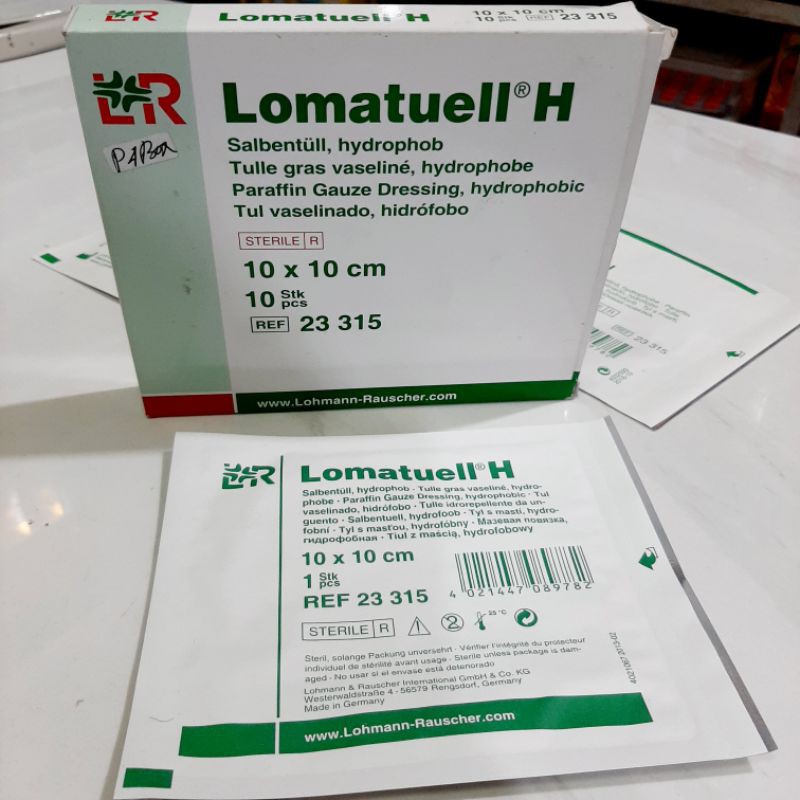 L&R
Lomatuell H
10 x 10 cm
10 Stk pcs REF 23 315
L&R
Lomatuell® H
Salbentüll, hydrophob
Tulle gras vaseliné, hydrophobe
Paraffin Gauze Dressing, hydrophobic
Tul vaselinado, hidrófobo
STERILE R
10 x 10 cm
10 Stk pcs
REF 23 315
www.Lohmann-Rauscher.com
23 315
L&R
Lomatuell® H
Salbentüll, hydrophob · Tulle gras vaseliné, hydro-
phobe · Paraffin Gauze Dressing, hydrophobic · Tul
vaselinado, hidrófobo · Tulle idrorepellente da un-
guento · Salbentuell, hydrofoob · Tyl s mastí, hydro-
fobní · Tyl s masťou, hydrofóbny · Мазевая повязка,
гидрофобная · Tiul z maścią, hydrofobowy
10 x 10 cm
1 Stk pcs
REF 23 315
4 021447 089782
STERILE R
2
25 °C
Steril, solange Packung unversehrt · Vérifier l'intégrité du protecteur
individuel de stérilité avant usage · Sterile unless package is dam-
aged · No usar si el envase está deteriorado
Lohmann & Rauscher International GmbH & Co. KG
Westerwaldstraße 4 - 56579 Rengsdorf, Germany
Made in Germany
www.Lohmann-Rauscher.com